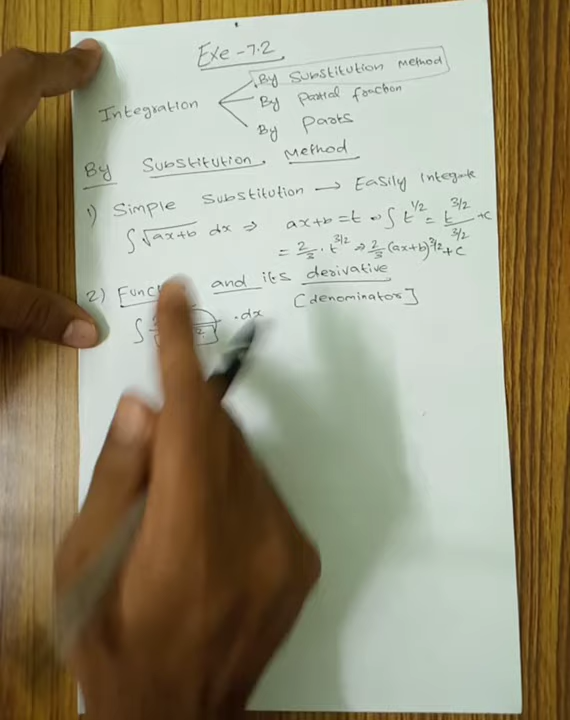 Exe - 7.2
By Substitution Method
Integration
By Partial fraction
By Parts
By Substitution Method
1) Simple Substitution → Easily Integrate
∫ √ax+b dx ⇒ ax+b = t ∫ t^1/2 = t^3/2 / 3/2 + c
= 2/3 · t^3/2 ⇒ 2/3 (ax+b)^3/2 + c
2) and its derivative
[denominator]
∫ · dx